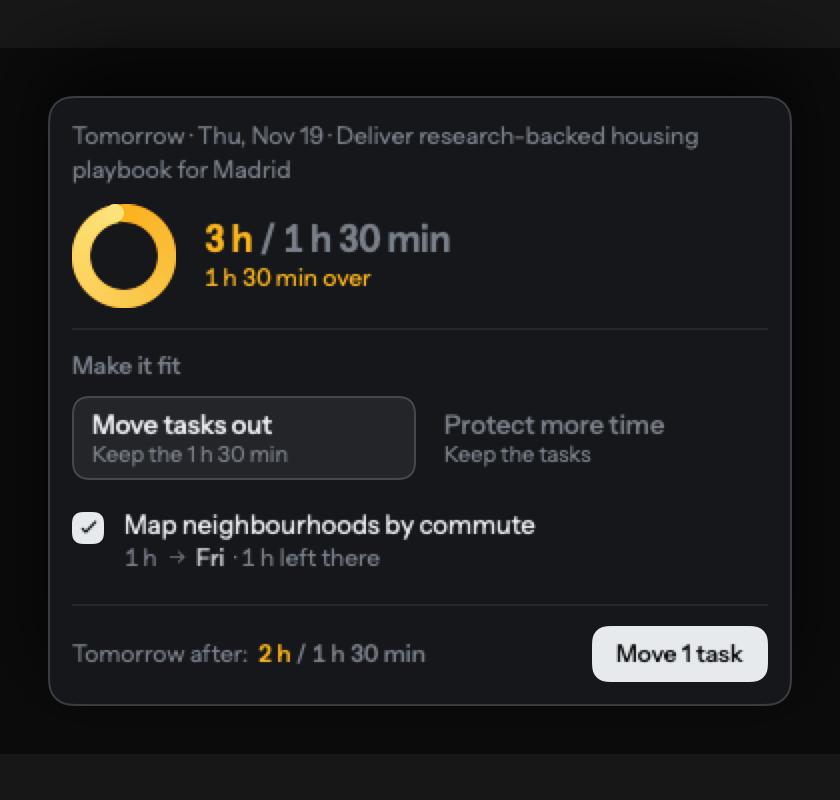 Tomorrow · Thu, Nov 19 · Deliver research-backed housing
playbook for Madrid
3 h / 1 h 30 min
1 h 30 min over
Make it fit
Move tasks out
Keep the 1 h 30 min
Protect more time
Keep the tasks
Map neighbourhoods by commute
1 h → Fri · 1 h left there
Tomorrow after: 2 h / 1 h 30 min
Move 1 task